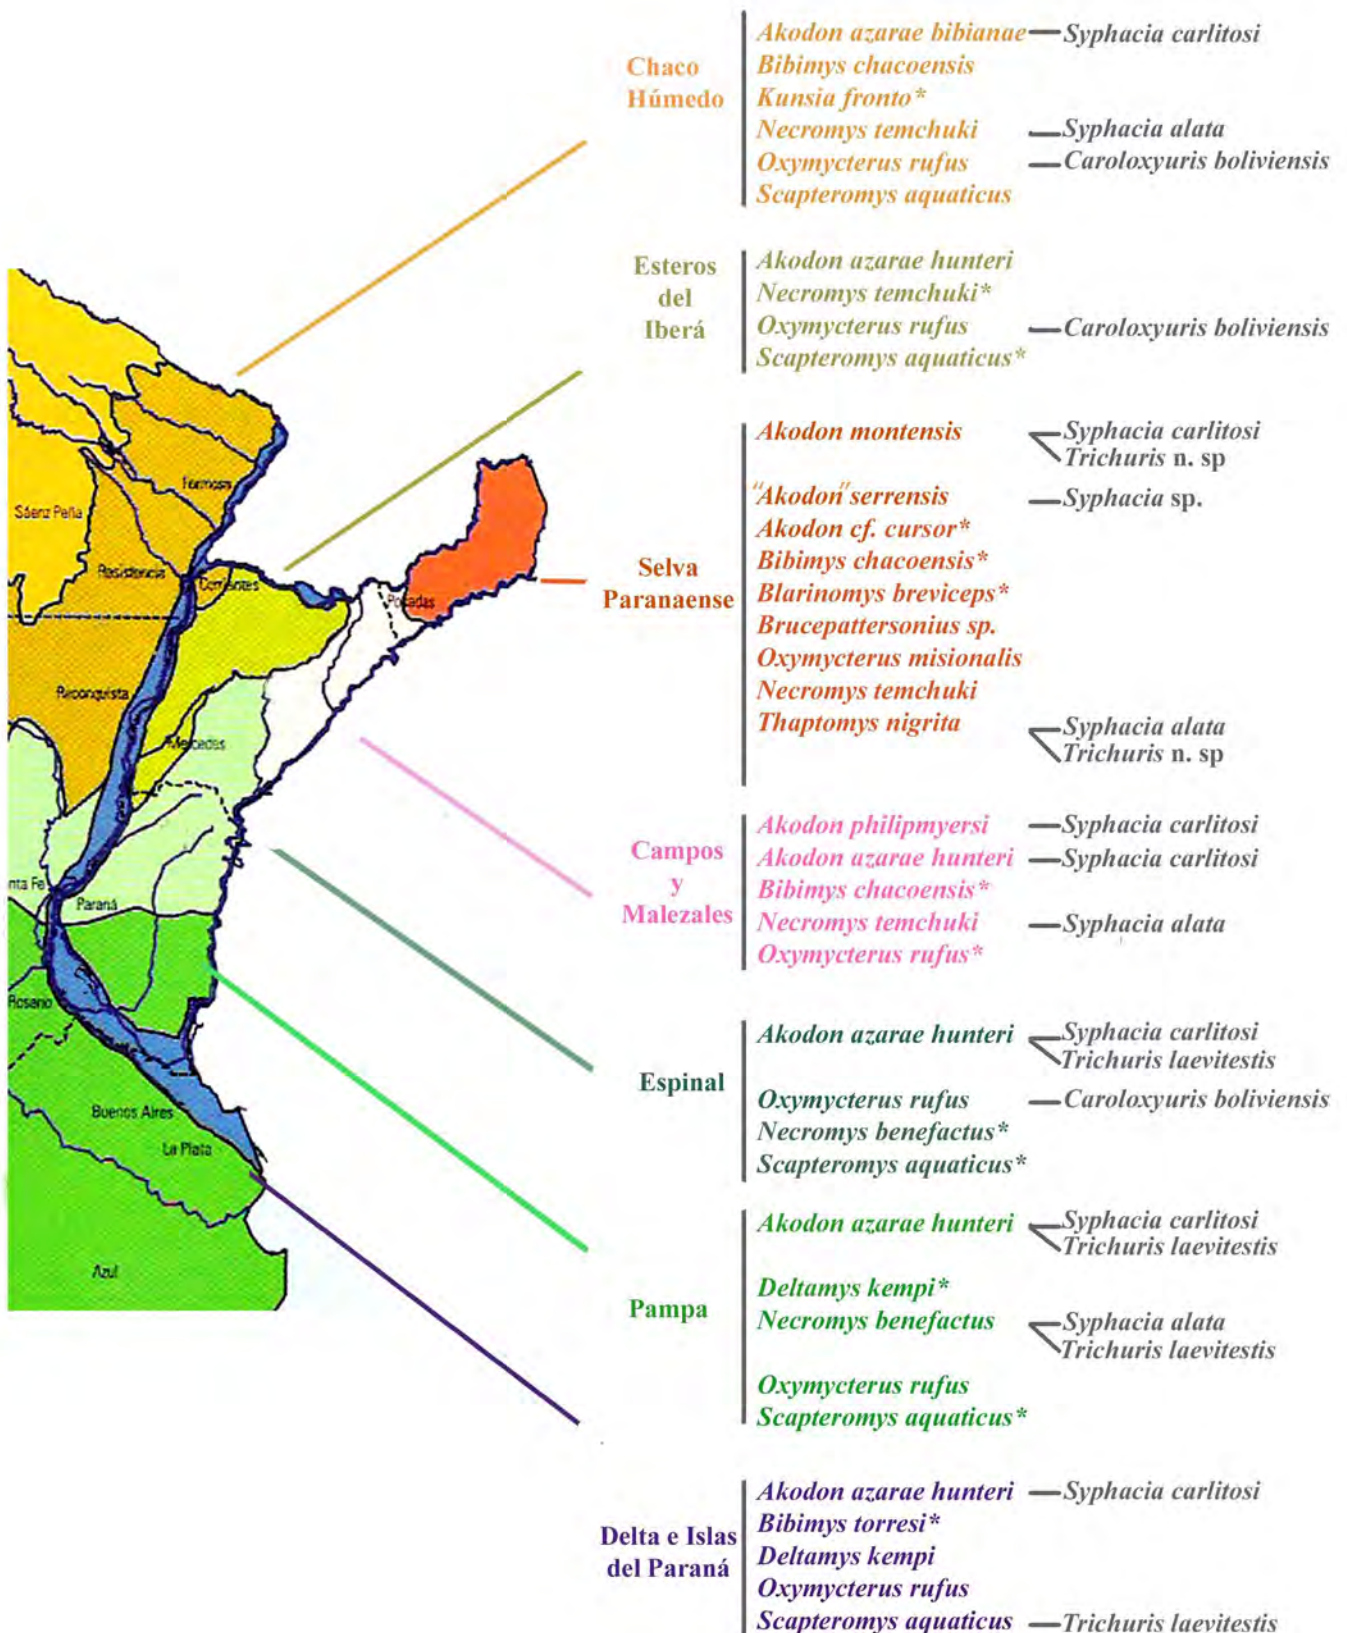 Chaco
Húmedo
Akodon azarae bibianae Syphacia carlitosi
Bibimys chacoensis
Kunsia fronto*
Necromys temchuki Syphacia alata
Oxymycterus rufus Caroloxyuris boliviensis
Scapteromys aquaticus
Esteros
del
Iberá
Akodon azarae hunteri
Necromys temchuki*
Oxymycterus rufus Caroloxyuris boliviensis
Scapteromys aquaticus*
Selva
Paranaense
Akodon montensis Syphacia carlitosi
Trichuris n. sp
"Akodon" serrensis Syphacia sp.
Akodon cf. cursor*
Bibimys chacoensis*
Blarinomys breviceps*
Brucepattersonius sp.
Oxymycterus misionalis
Necromys temchuki
Thaptomys nigrita Syphacia alata
Trichuris n. sp
Campos
y
Malezales
Akodon philipmyersi Syphacia carlitosi
Akodon azarae hunteri Syphacia carlitosi
Bibimys chacoensis*
Necromys temchuki Syphacia alata
Oxymycterus rufus*
Espinal
Akodon azarae hunteri Syphacia carlitosi
Trichuris laevitestis
Oxymycterus rufus Caroloxyuris boliviensis
Necromys benefactus*
Scapteromys aquaticus*
Pampa
Akodon azarae hunteri Syphacia carlitosi
Trichuris laevitestis
Deltamys kempi*
Necromys benefactus Syphacia alata
Trichuris laevitestis
Oxymycterus rufus
Scapteromys aquaticus*
Delta e Islas
del Paraná
Akodon azarae hunteri Syphacia carlitosi
Bibimys torresi*
Deltamys kempi
Oxymycterus rufus
Scapteromys aquaticus Trichuris laevitestis
Formosa
Sáenz Peña
Resistencia
Corrientes
Posadas
Reconquista
Mercedes
nta Fe
Paraná
Rosario
Buenos Aires
La Plata
Azul